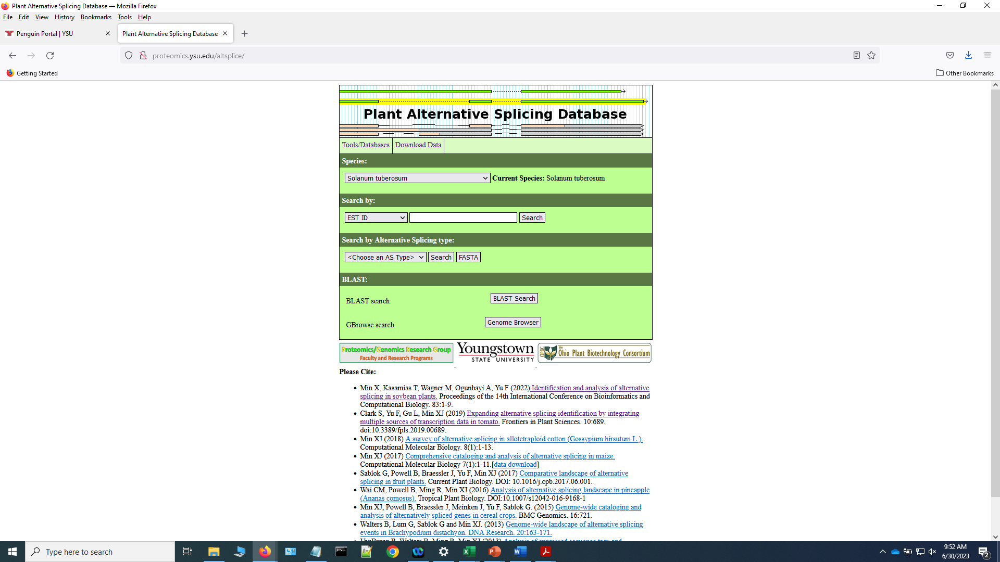 Plant Alternative Splicing Database — Mozilla Firefox
File Edit View History Bookmarks Tools Help
Penguin Portal | YSU
Plant Alternative Splicing Database
proteomics.ysu.edu/altsplice/
Getting Started
Other Bookmarks
Plant Alternative Splicing Database
Tools/Databases Download Data
Species:
Solanum tuberosum Current Species: Solanum tuberosum
Search by:
EST ID Search
Search by Alternative Splicing type:
<Choose an AS Type> Search FASTA
BLAST:
BLAST search BLAST Search
GBrowse search Genome Browser
Proteomics/Genomics Research Group
Faculty and Research Programs
Youngstown
STATE UNIVERSITY
OPBC the Ohio Plant Biotechnology Consortium
Please Cite:
• Min X, Kasamias T, Wagner M, Ogunbayi A, Yu F (2022) Identification and analysis of alternative
splicing in soybean plants. Proceedings of the 14th International Conference on Bioinformatics and
Computational Biology. 83:1-9.
• Clark S, Yu F, Gu L, Min XJ (2019) Expanding alternative splicing identification by integrating
multiple sources of transcription data in tomato. Frontiers in Plant Sciences. 10:689.
doi:10.3389/fpls.2019.00689.
• Min XJ (2018) A survey of alternative splicing in allotetraploid cotton (Gossypium hirsutum L.).
Computational Molecular Biology. 8(1):1-13.
• Min XJ (2017) Comprehensive cataloging and analysis of alternative splicing in maize.
Computational Molecular Biology 7(1):1-11.[data download]
• Sablok G, Powell B, Braessler J, Yu F, Min XJ (2017) Comparative landscape of alternative
splicing in fruit plants. Current Plant Biology. DOI: 10.1016/j.cpb.2017.06.001.
• Wai CM, Powell B, Ming R, Min XJ (2016) Analysis of alternative splicing landscape in pineapple
(Ananas comosus). Tropical Plant Biology. DOI:10.1007/s12042-016-9168-1
• Min XJ, Powell B, Braessler J, Meinken J, Yu F, Sablok G. (2015) Genome-wide cataloging and
analysis of alternatively spliced genes in cereal crops. BMC Genomics. 16:721.
• Walters B, Lum G, Sablok G and Min XJ. (2013) Genome-wide landscape of alternative splicing
events in Brachypodium distachyon. DNA Research. 20:163-171.
VanBuren R, Walters B, Ming R, Min XJ (2013) Analysis of expressed sequence tags and
Type here to search
9:52 AM
6/30/2023
2